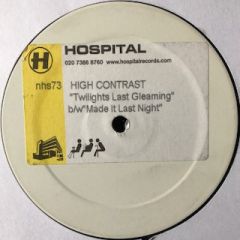 H HOSPITAL
020 7386 8760 www.hospitalrecords.com
nhs73 HIGH CONTRAST
"Twilights Last Gleaming"
b/w"Made It Last Night"